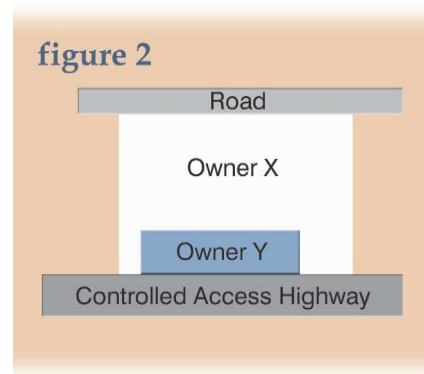 figure 2
Road
Owner X
Owner Y
Controlled Access Highway